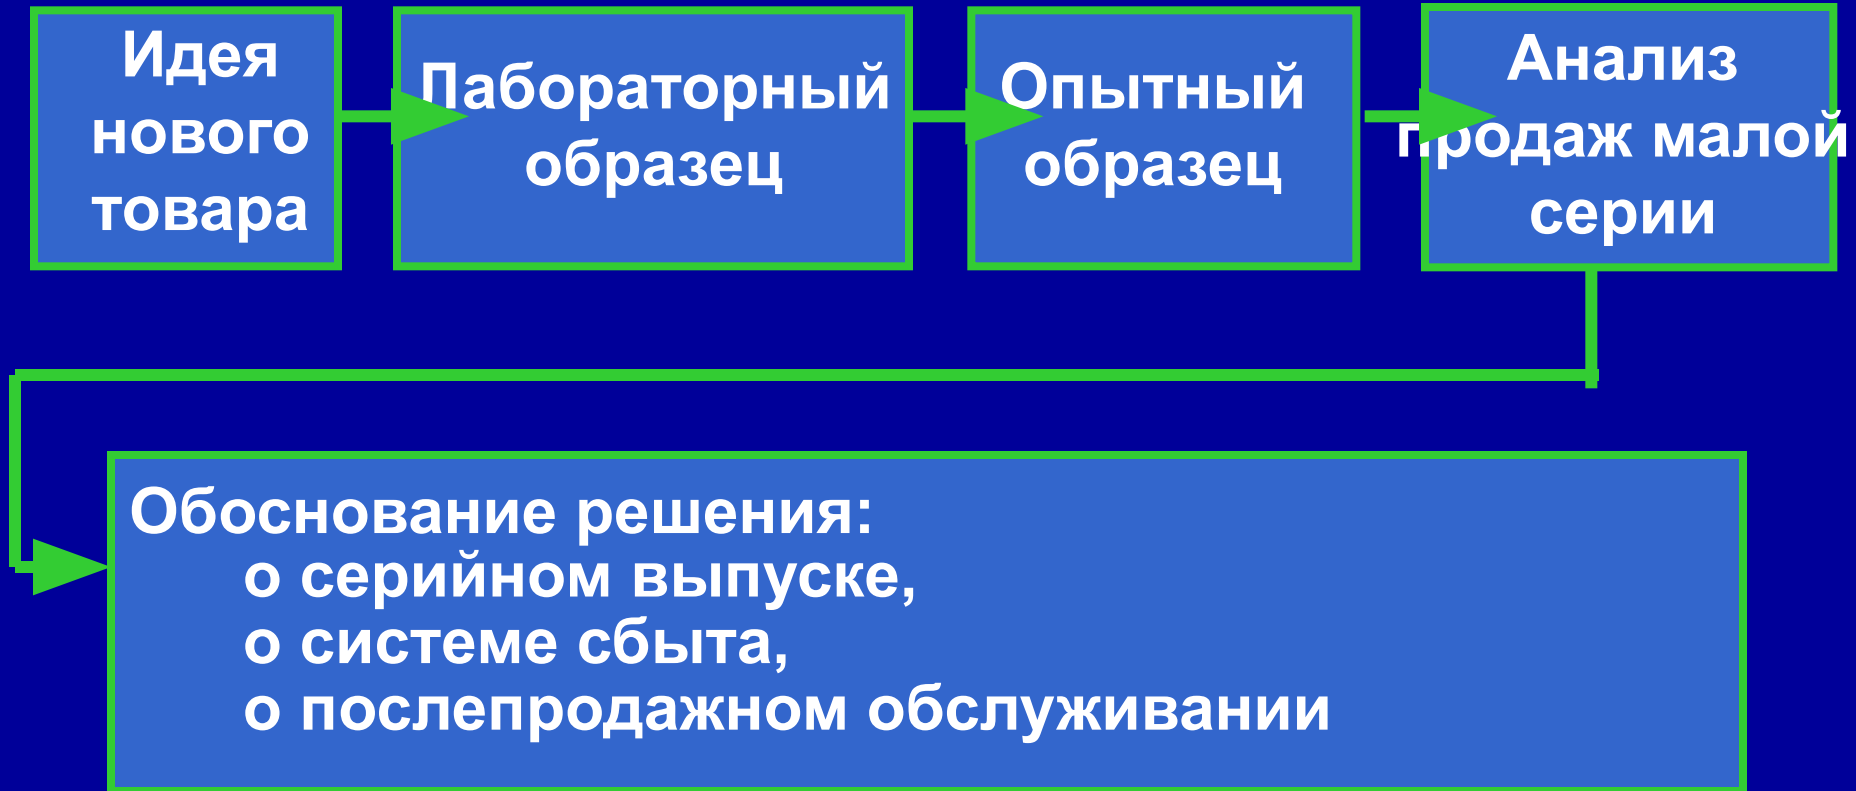 Идея
нового
товара
Лабораторный
образец
Опытный
образец
Анализ
продаж малой
серии
Обоснование решения:
о серийном выпуске,
о системе сбыта,
о послепродажном обслуживании